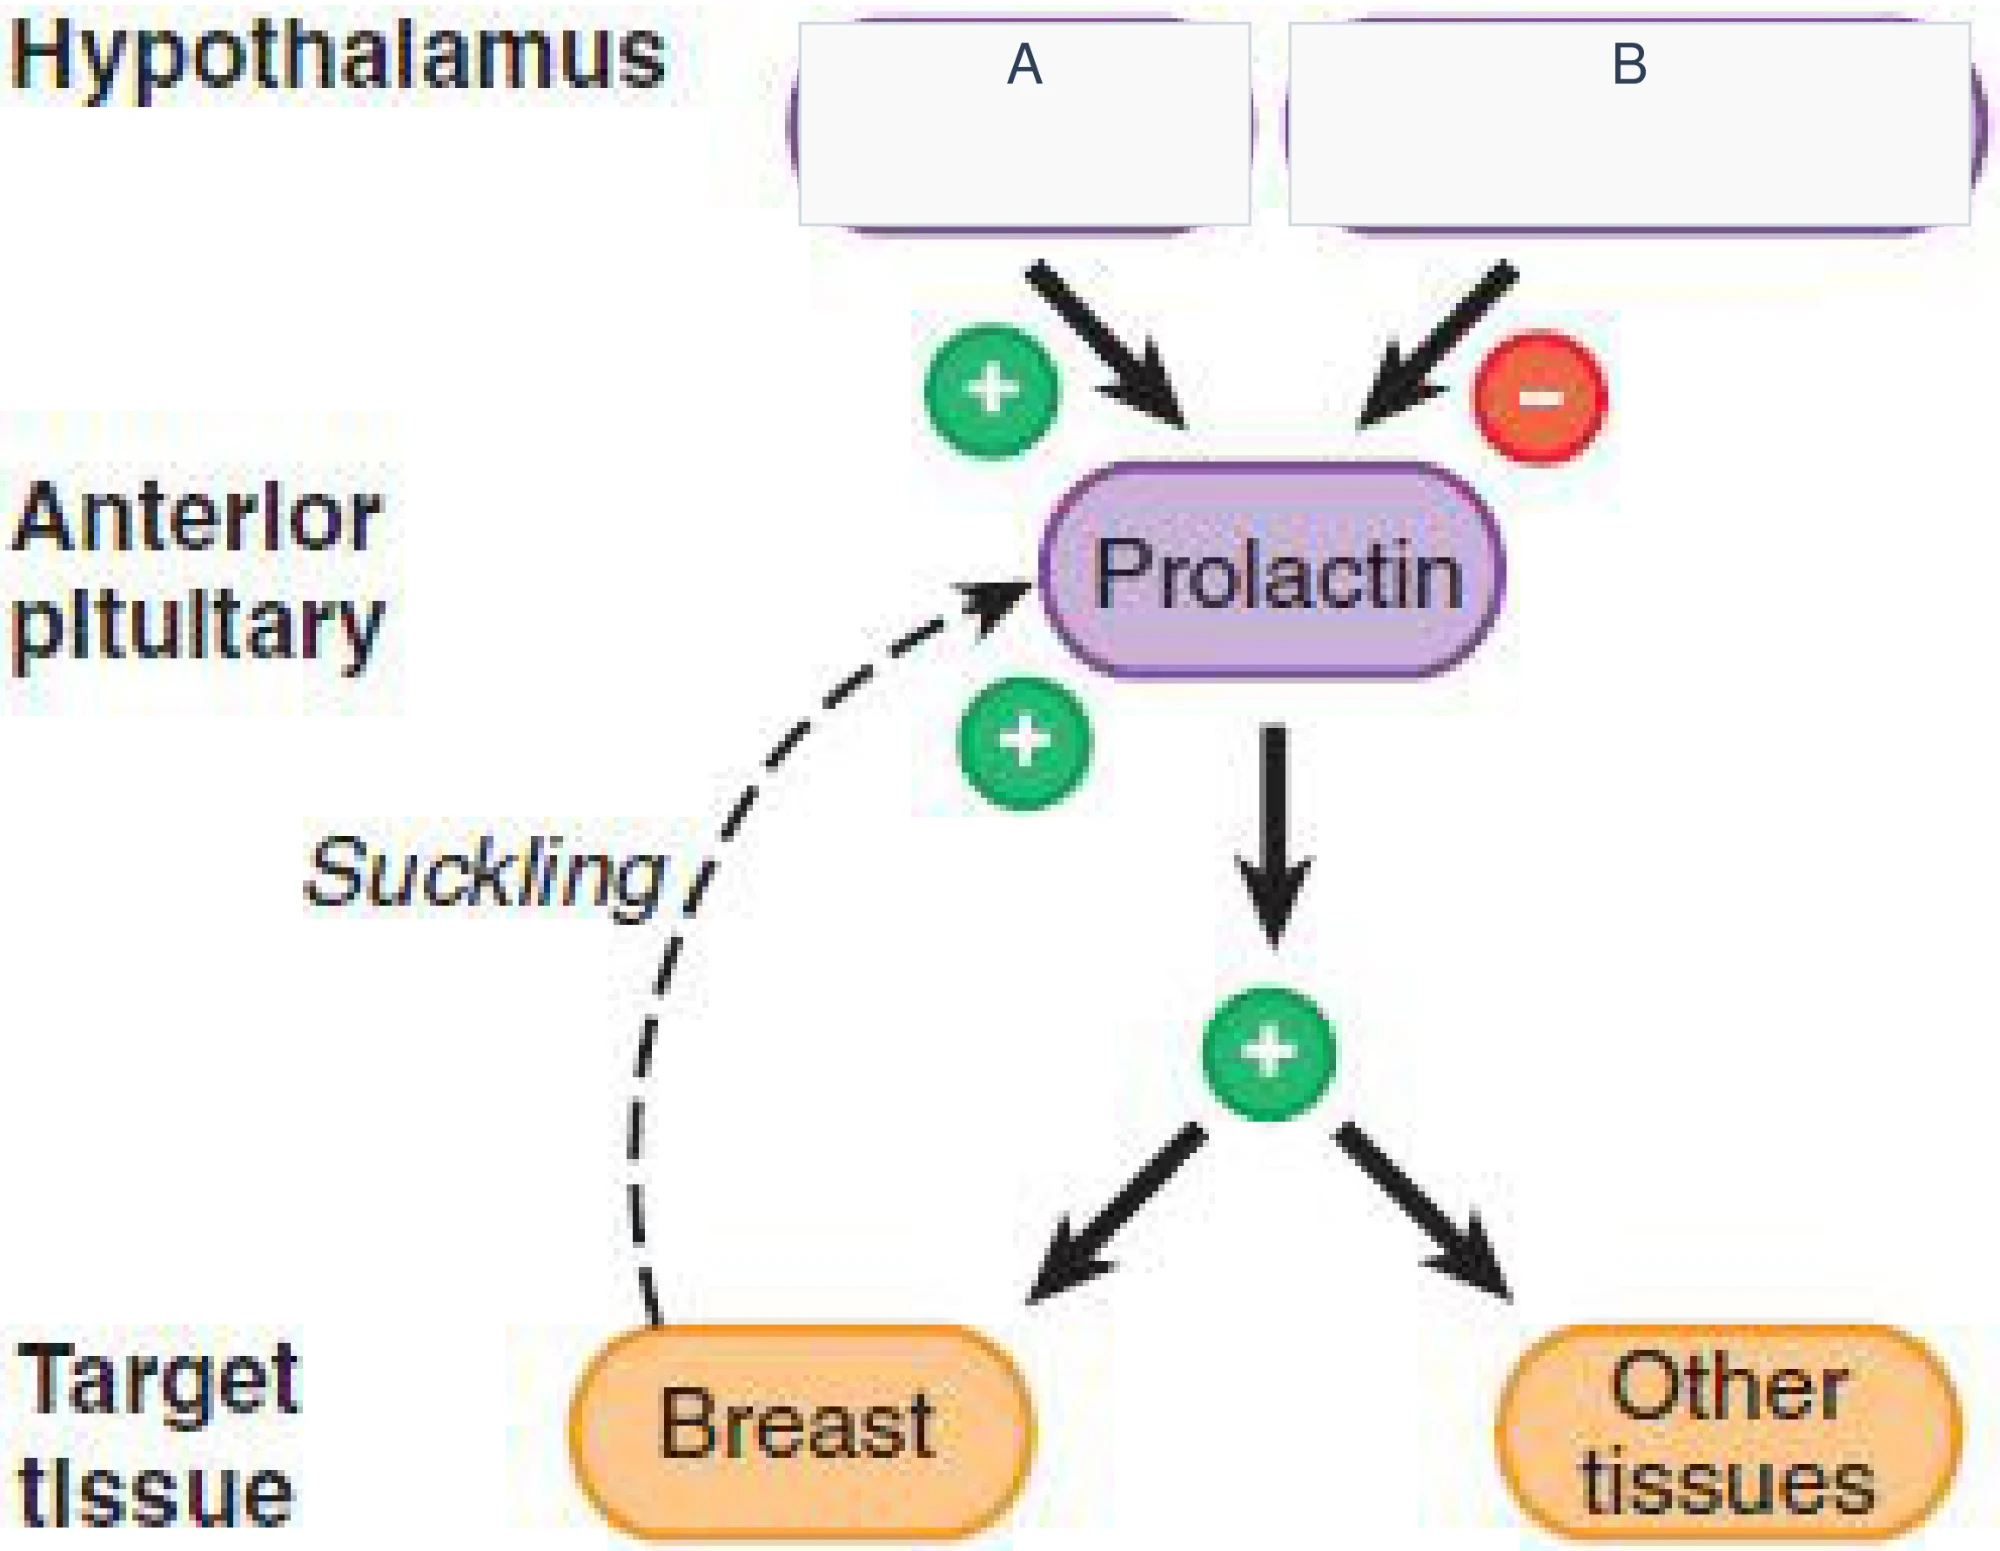 Hypothalamus
A
B
+
−
Anterior
pituitary
Prolactin
+
Suckling
+
Target
tissue
Breast
Other
tissues